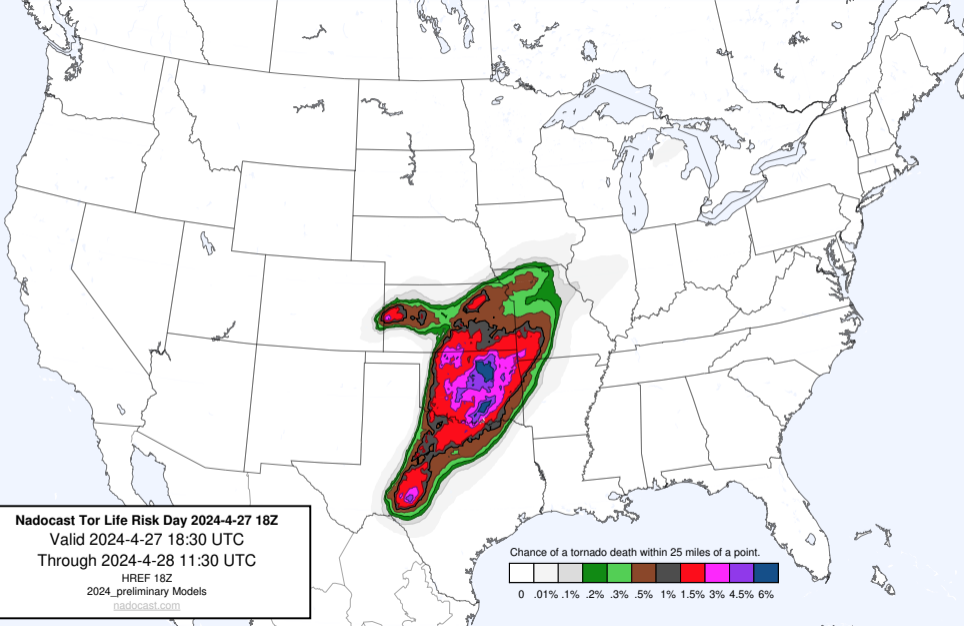 Nadocast Tor Life Risk Day 2024-4-27 18Z
Valid 2024-4-27 18:30 UTC
Through 2024-4-28 11:30 UTC
HREF 18Z
2024_preliminary Models
nadocast.com
Chance of a tornado death within 25 miles of a point.
0 .01% .1% .2% .3% .5% 1% 1.5% 3% 4.5% 6%